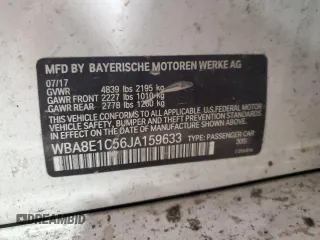 MFD BY BAYERISCHE MOTOREN WERKE AG
07/17
GVWR 4839 lbs 2195 kg
GAWR FRONT 2227 lbs 1010 kg
GAWR REAR 2778 lbs 1260 kg
THIS VEHICLE CONFORMS TO ALL APPLICABLE U.S. FEDERAL MOTOR
VEHICLE SAFETY, BUMPER, AND THEFT PREVENTION STANDARDS
IN EFFECT ON THE DATE OF MANUFACTURE SHOWN ABOVE.
WBA8E1C56JA159633 TYPE: PASSENGER CAR
AUTOBIDMASTER